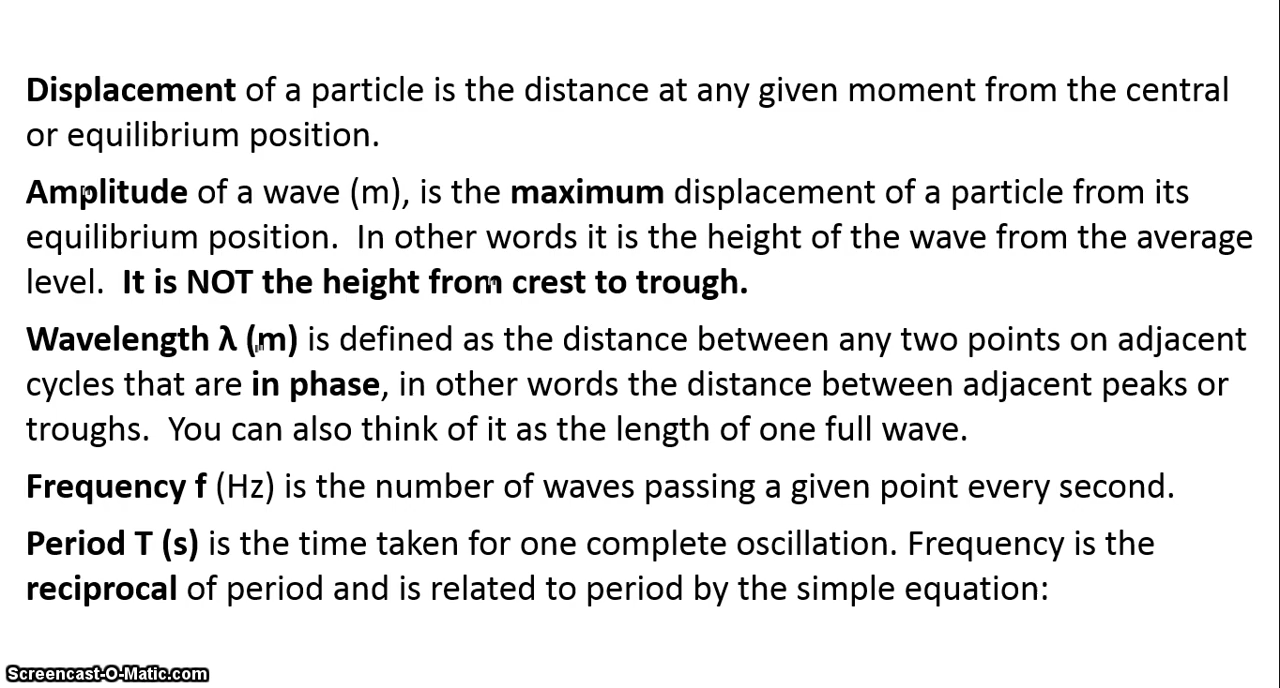 Displacement of a particle is the distance at any given moment from the central
or equilibrium position.
Amplitude of a wave (m), is the maximum displacement of a particle from its
equilibrium position.  In other words it is the height of the wave from the average
level.  It is NOT the height from crest to trough.
Wavelength λ (m) is defined as the distance between any two points on adjacent
cycles that are in phase, in other words the distance between adjacent peaks or
troughs.  You can also think of it as the length of one full wave.
Frequency f (Hz) is the number of waves passing a given point every second.
Period T (s) is the time taken for one complete oscillation. Frequency is the
reciprocal of period and is related to period by the simple equation:
Screencast-O-Matic.com